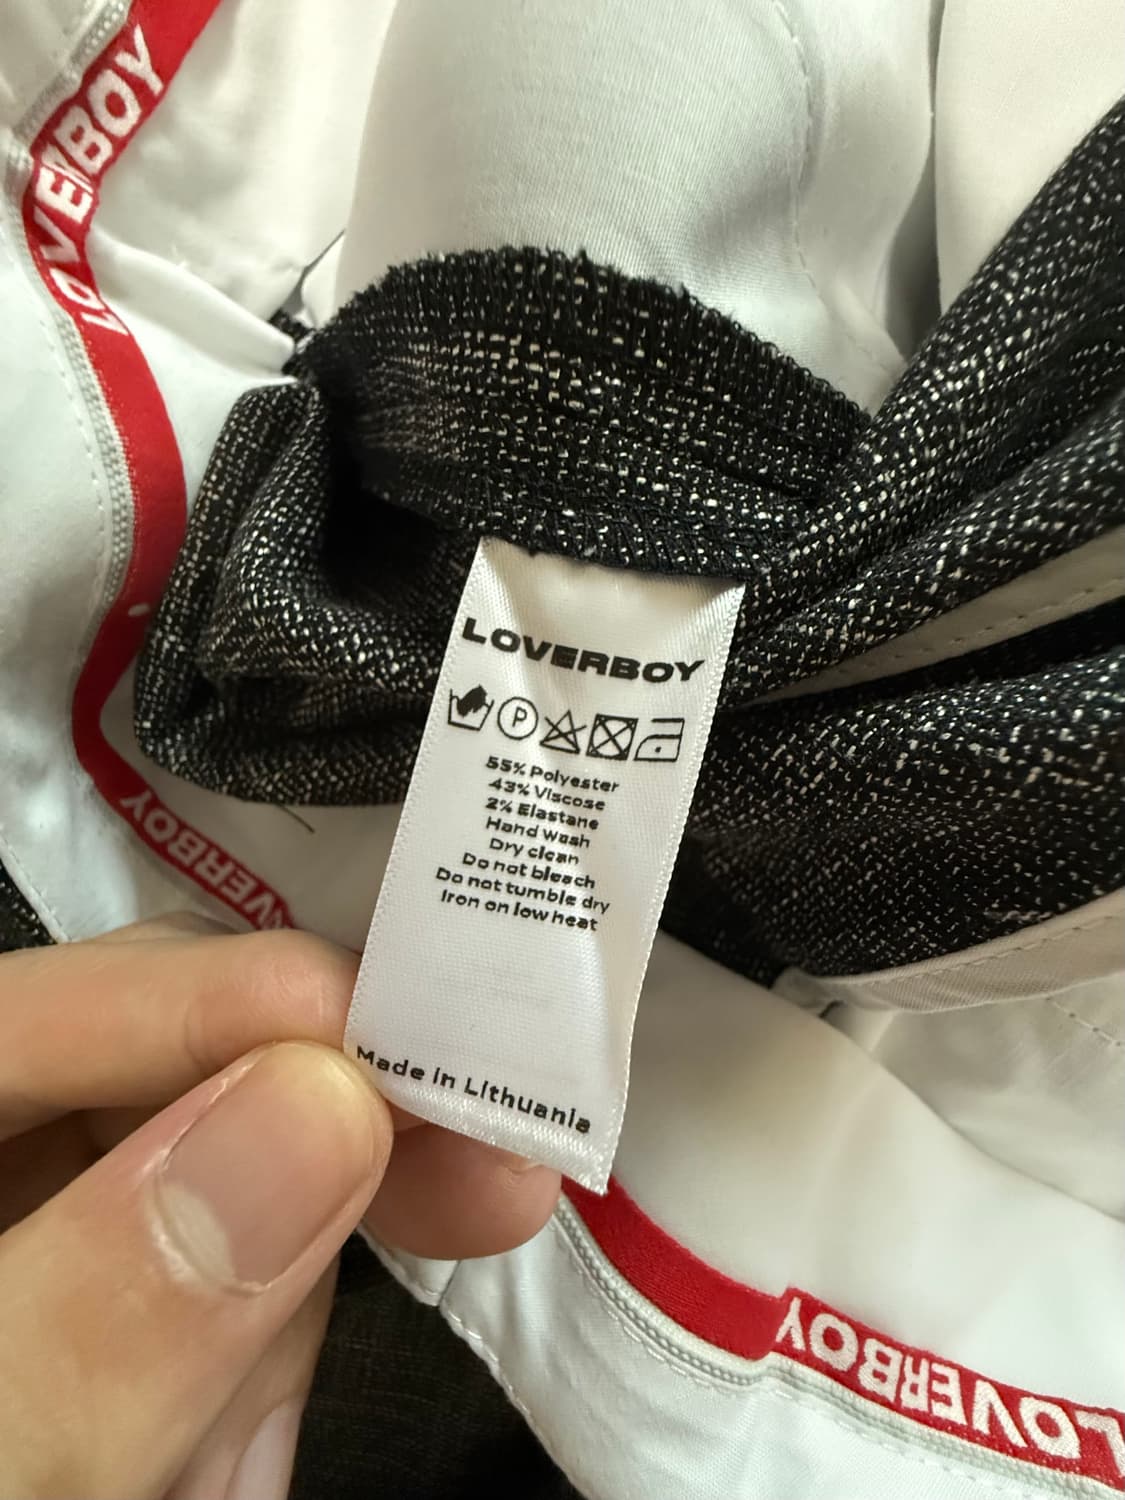 LOVERBOY
LOVERBOY
P
55% Polyester
43% Viscose
2% Elastane
Hand Wash
Dry clean
Do not bleach
Do not tumble dry
Iron on low heat
Made in Lithuania
LOVERBOY
LOVERBOY